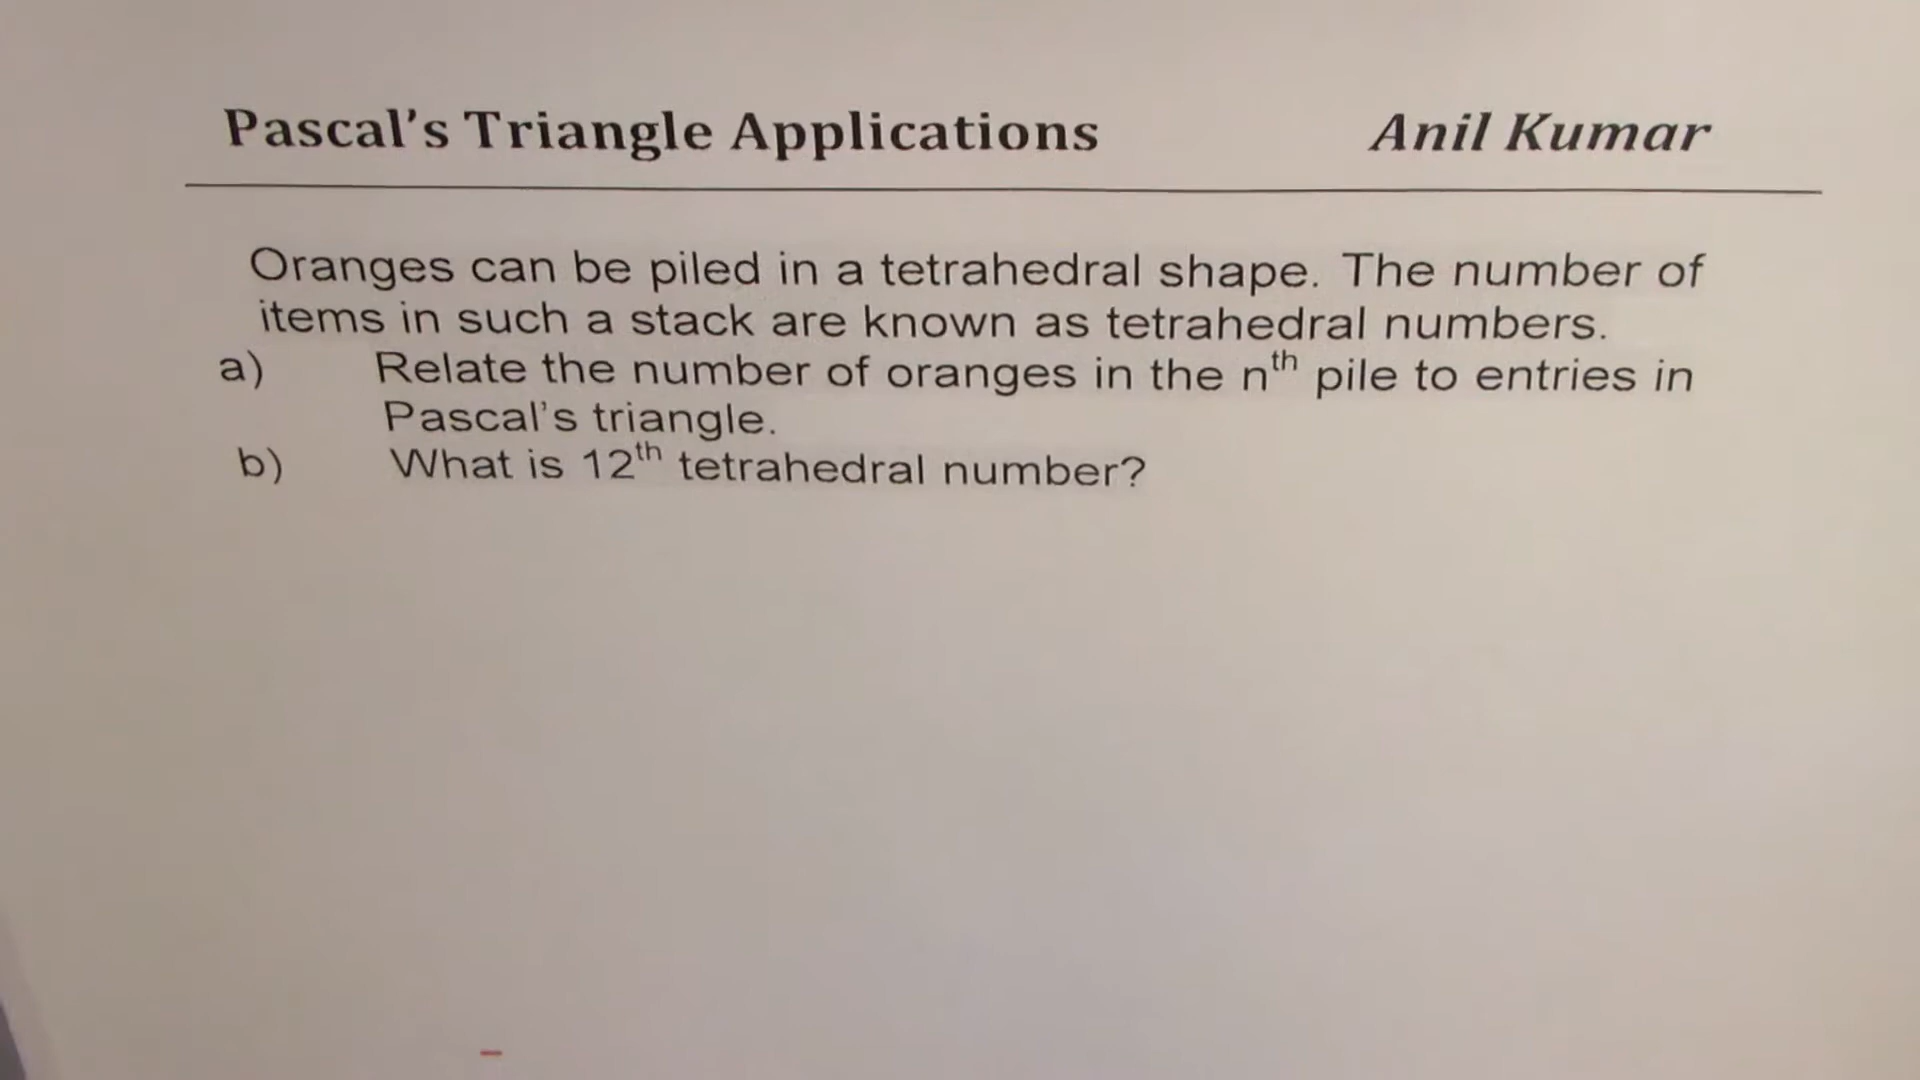 Pascal's Triangle Applications Anil Kumar
Oranges can be piled in a tetrahedral shape. The number of
items in such a stack are known as tetrahedral numbers.
a) Relate the number of oranges in the nth pile to entries in
Pascal's triangle.
b) What is 12th tetrahedral number?